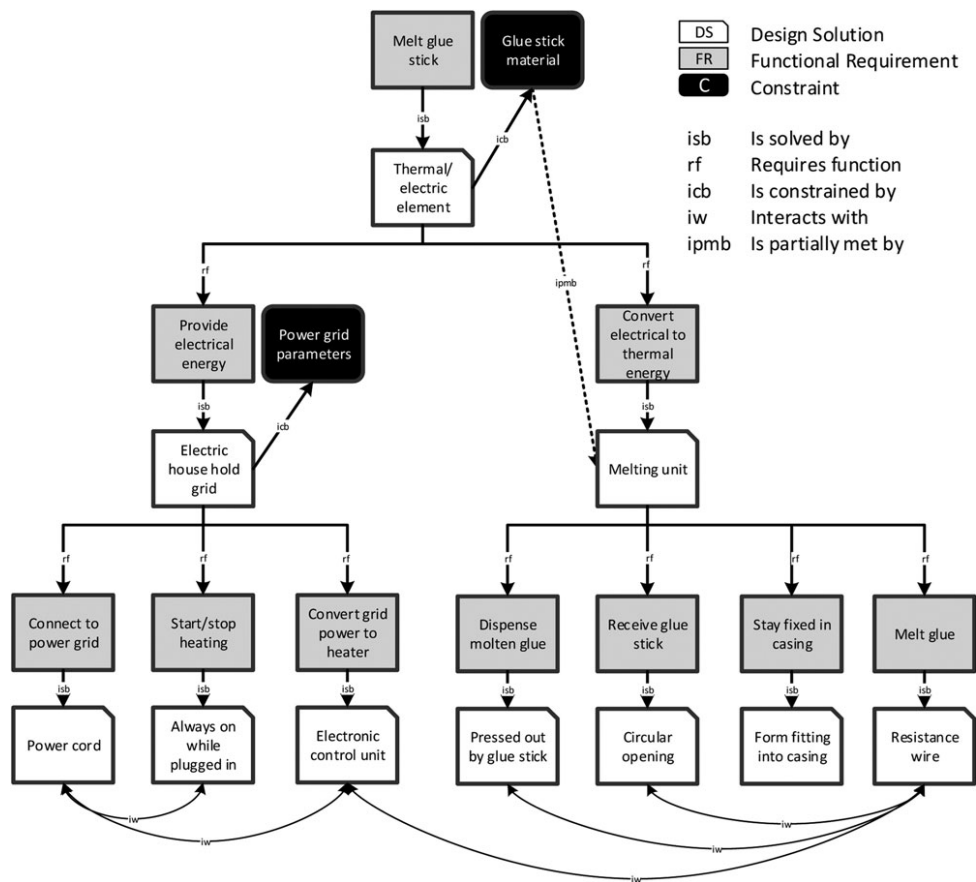 Melt glue
stick
Glue stick
material
DS Design Solution
FR Functional Requirement
C Constraint
isb Is solved by
rf Requires function
icb Is constrained by
iw Interacts with
ipmb Is partially met by
isb
icb
Thermal/
electric
element
rf
rf
ipmb
Provide
electrical
energy
Power grid
parameters
Convert
electrical to
thermal
energy
isb
icb
isb
Electric
house hold
grid
Melting unit
rf
rf
rf
rf
rf
rf
rf
Connect to
power grid
Start/stop
heating
Convert grid
power to
heater
Dispense
molten glue
Receive glue
stick
Stay fixed in
casing
Melt glue
isb
isb
isb
isb
isb
isb
isb
Power cord
Always on
while
plugged in
Electronic
control unit
Pressed out
by glue stick
Circular
opening
Form fitting
into casing
Resistance
wire
iw
iw
iw
iw
iw